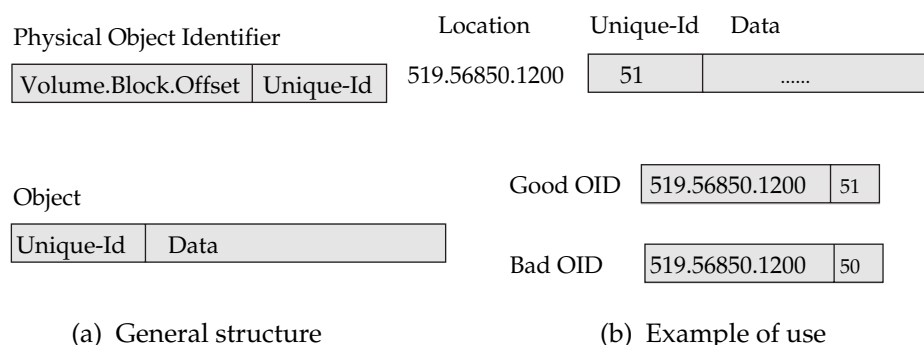 Physical Object Identifier
Volume.Block.Offset Unique-Id
Location Unique-Id Data
519.56850.1200 51 ......
Object
Unique-Id Data
Good OID 519.56850.1200 51
Bad OID 519.56850.1200 50
(a) General structure
(b) Example of use